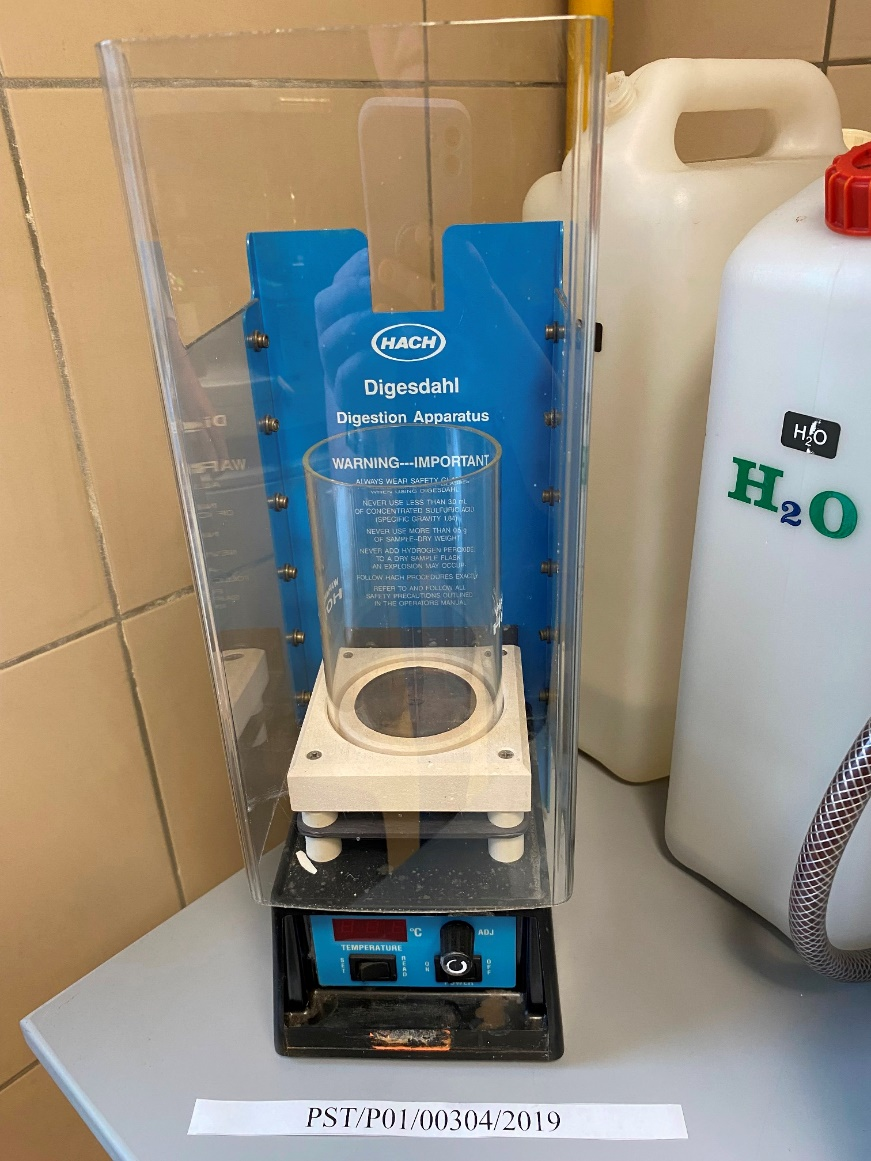 HACH
Digesdahl
Digestion Apparatus
WARNING---IMPORTANT
ALWAYS WEAR SAFETY
WHEN USING DIGESDAHL
NEVER USE LESS THAN
OF CONCENTRATED SULFURIC ACID
(SPECIFIC GRAVITY 1.84)
NEVER USE MORE THAN
OF SAMPLE-DRY WEIGHT
NEVER ADD HYDROGEN PEROXIDE
TO A DRY SAMPLE FLASK
AN EXPLOSION MAY OCCUR
FOLLOW HACH PROCEDURES EXACTLY
REFER TO AND FOLLOW ALL
SAFETY PRECAUTIONS OUTLINED
IN THE OPERATORS MANUAL
H₂O
H₂O
°C
ADJ
TEMPERATURE
SET
READ
ON
OFF
POWER
PST/P01/00304/2019